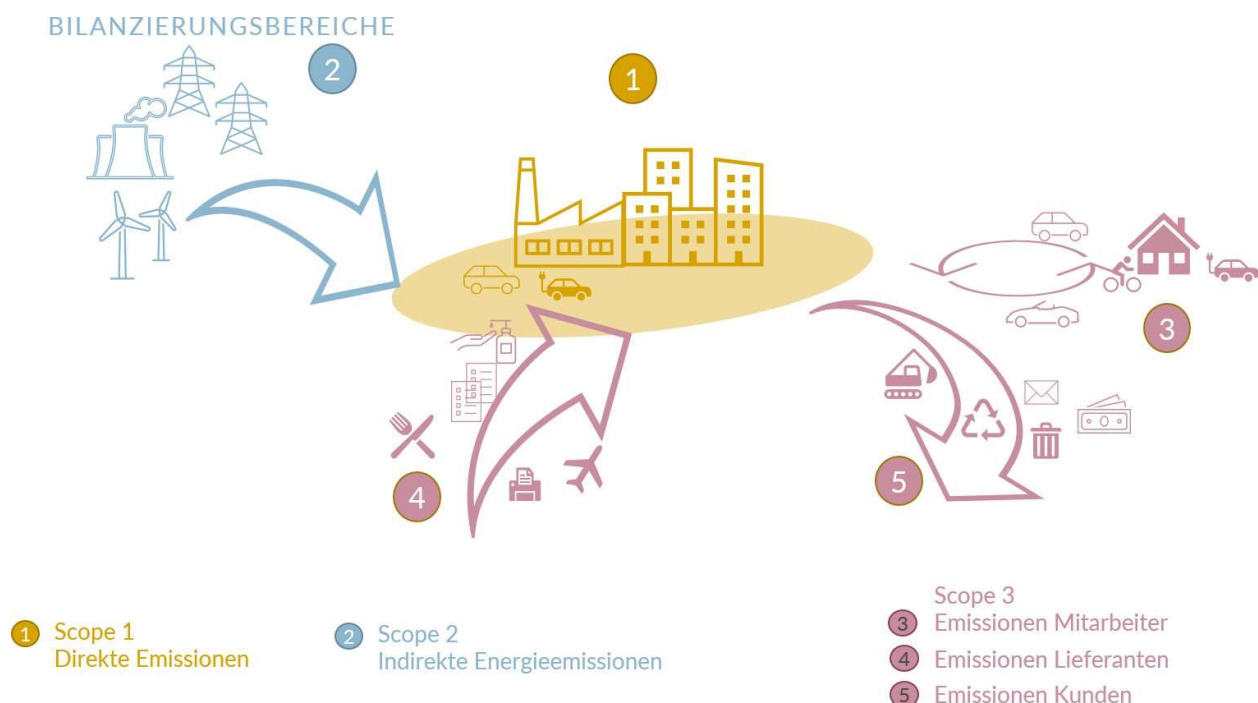 BILANZIERUNGSBEREICHE
2
1
3
4
5
1 Scope 1
Direkte Emissionen
2 Scope 2
Indirekte Energieemissionen
Scope 3
3 Emissionen Mitarbeiter
4 Emissionen Lieferanten
5 Emissionen Kunden